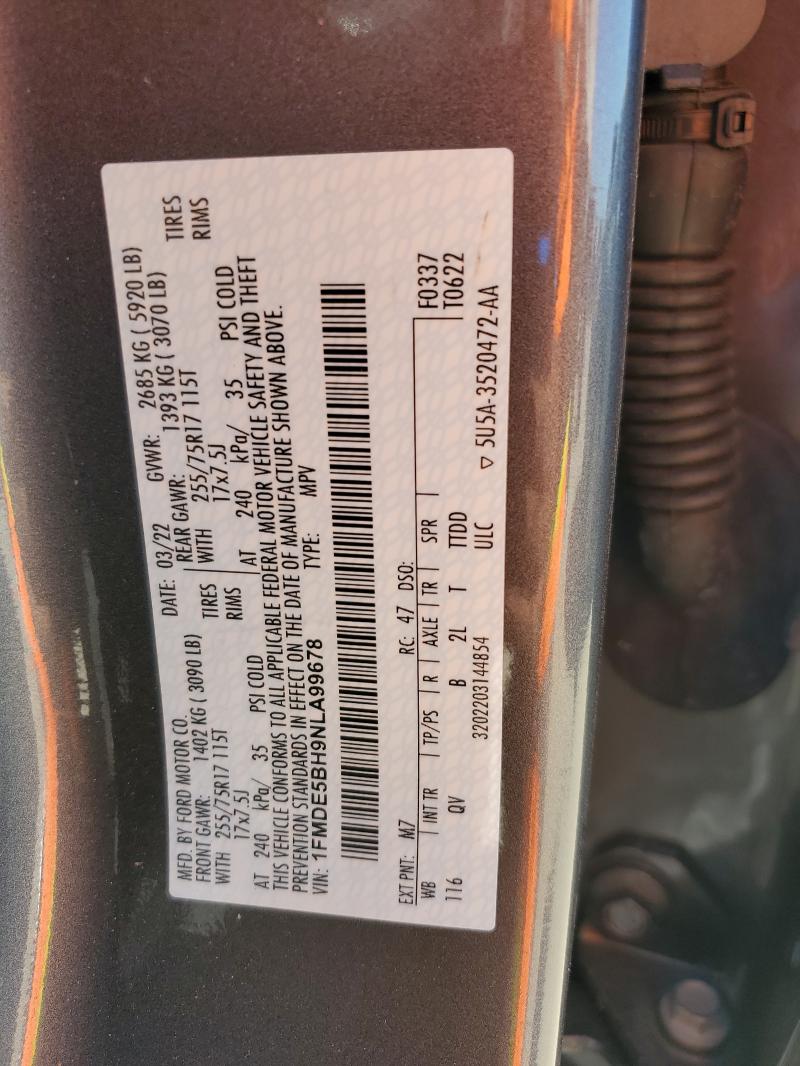 MFD. BY FORD MOTOR CO. DATE: 03/22 GVWR: 2685 KG ( 5920 LB)
FRONT GAWR: 1402 KG ( 3090 LB) REAR GAWR: 1393 KG ( 3070 LB)
WITH 255/75R17 115T TIRES WITH 255/75R17 115T TIRES
17x7.5J RIMS 17x7.5J RIMS
AT 240 kPa/ 35 PSI COLD AT 240 kPa/ 35 PSI COLD
THIS VEHICLE CONFORMS TO ALL APPLICABLE FEDERAL MOTOR VEHICLE SAFETY AND THEFT
PREVENTION STANDARDS IN EFFECT ON THE DATE OF MANUFACTURE SHOWN ABOVE.
VIN: 1FMDE5BH9NLA99678 TYPE: MPV
EXT PNT: M7 RC: 47 DSO: F0337
WB INT TR TP/PS R AXLE TR SPR T0622
116 QV B 2L T TTDD
3202203144854 ULC ▽ 5U5A-3520472-AA